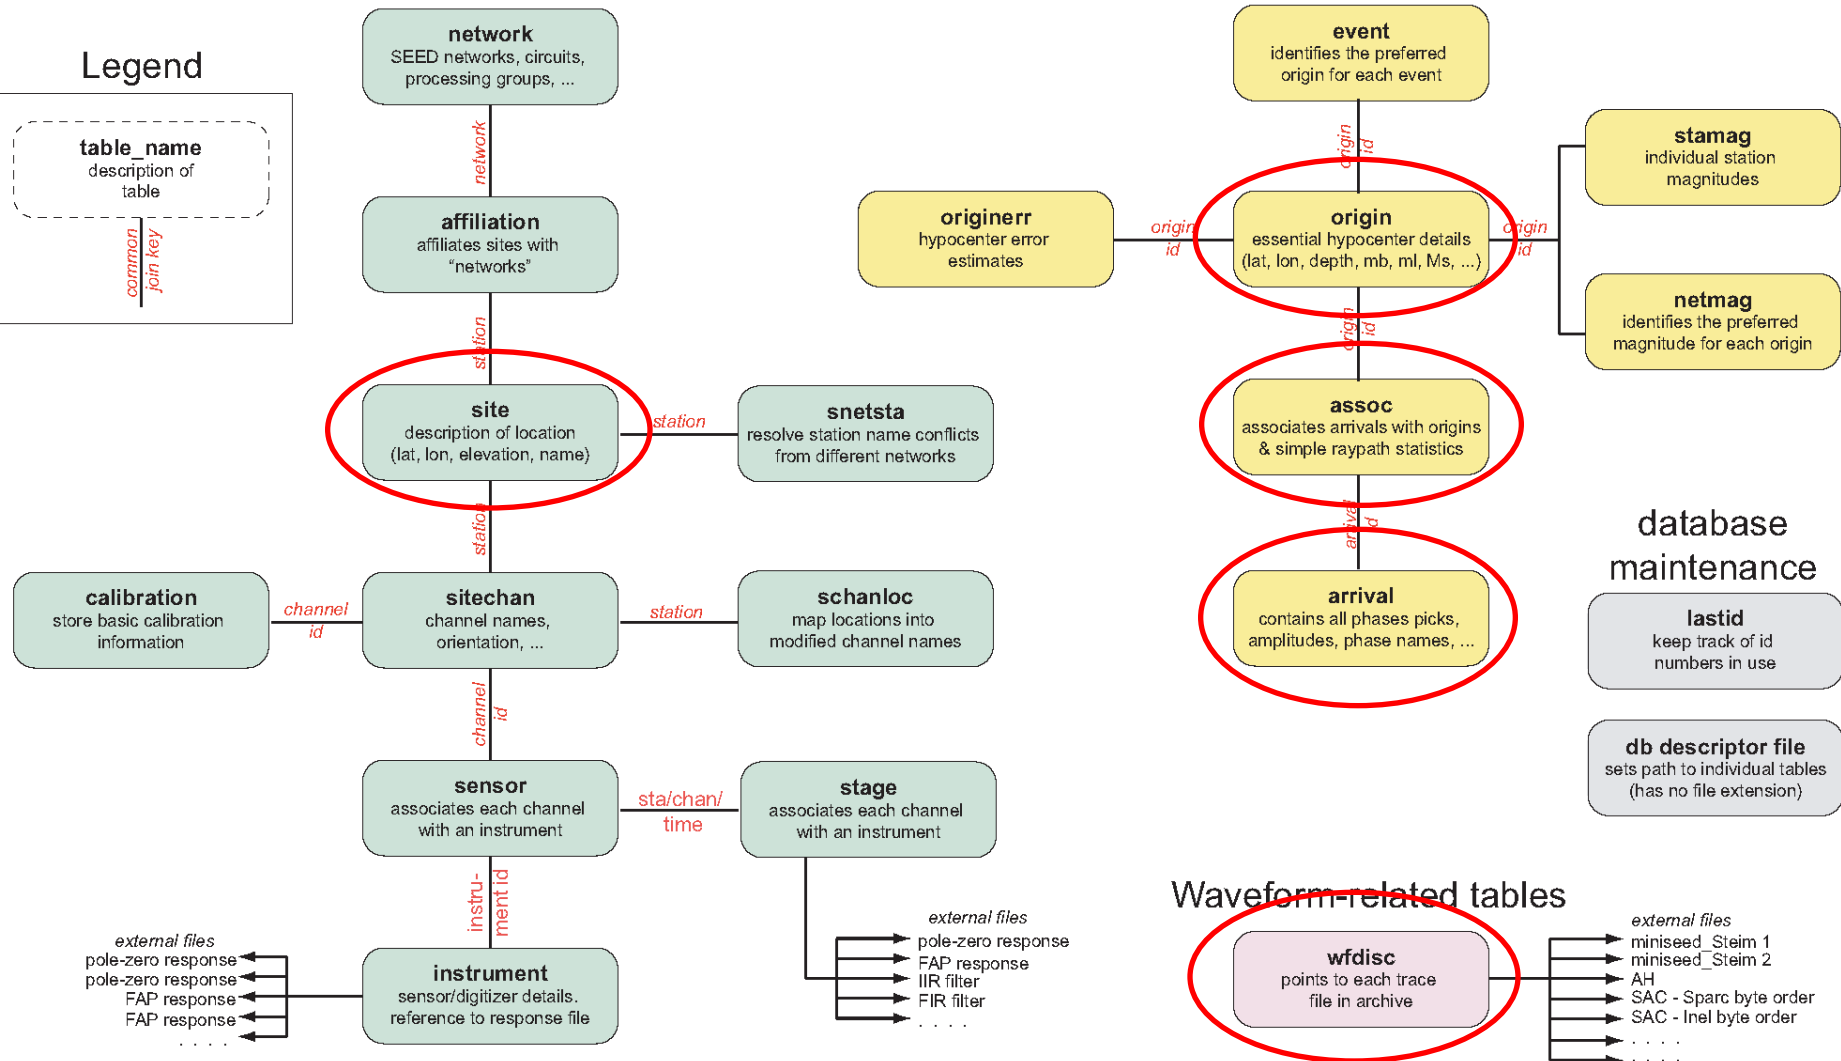 Legend
table_name
description of
table
common
join key
network
SEED networks, circuits,
processing groups, ...
network
affiliation
affiliates sites with
“networks”
station
site
description of location
(lat, lon, elevation, name)
station
snetsta
resolve station name conflicts
from different networks
station
calibration
store basic calibration
information
channel
id
sitechan
channel names,
orientation, ...
station
schanloc
map locations into
modified channel names
channel
id
sensor
associates each channel
with an instrument
sta/chan/
time
stage
associates each channel
with an instrument
instru-
ment id
external files
pole-zero response
pole-zero response
FAP response
FAP response
. . . .
instrument
sensor/digitizer details.
reference to response file
external files
pole-zero response
FAP response
IIR filter
FIR filter
. . . .
event
identifies the preferred
origin for each event
origin
id
originerr
hypocenter error
estimates
origin
id
origin
essential hypocenter details
(lat, lon, depth, mb, ml, Ms, ...)
origin
id
stamag
individual station
magnitudes
netmag
identifies the preferred
magnitude for each origin
origin
id
assoc
associates arrivals with origins
& simple raypath statistics
arrival
id
arrival
contains all phases picks,
amplitudes, phase names, ...
database
maintenance
lastid
keep track of id
numbers in use
db descriptor file
sets path to individual tables
(has no file extension)
Waveform-related tables
wfdisc
points to each trace
file in archive
external files
miniseed_Steim 1
miniseed_Steim 2
AH
SAC - Sparc byte order
SAC - Inel byte order
. . . .
. . . .